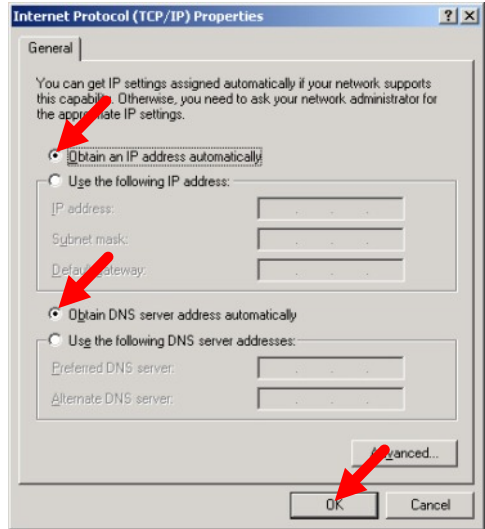 Internet Protocol (TCP/IP) Properties
General
You can get IP settings assigned automatically if your network supports
this capability. Otherwise, you need to ask your network administrator for
the appropriate IP settings.
Obtain an IP address automatically
Use the following IP address:
IP address:
Subnet mask:
Default gateway:
Obtain DNS server address automatically
Use the following DNS server addresses:
Preferred DNS server:
Alternate DNS server:
Advanced...
OK
Cancel